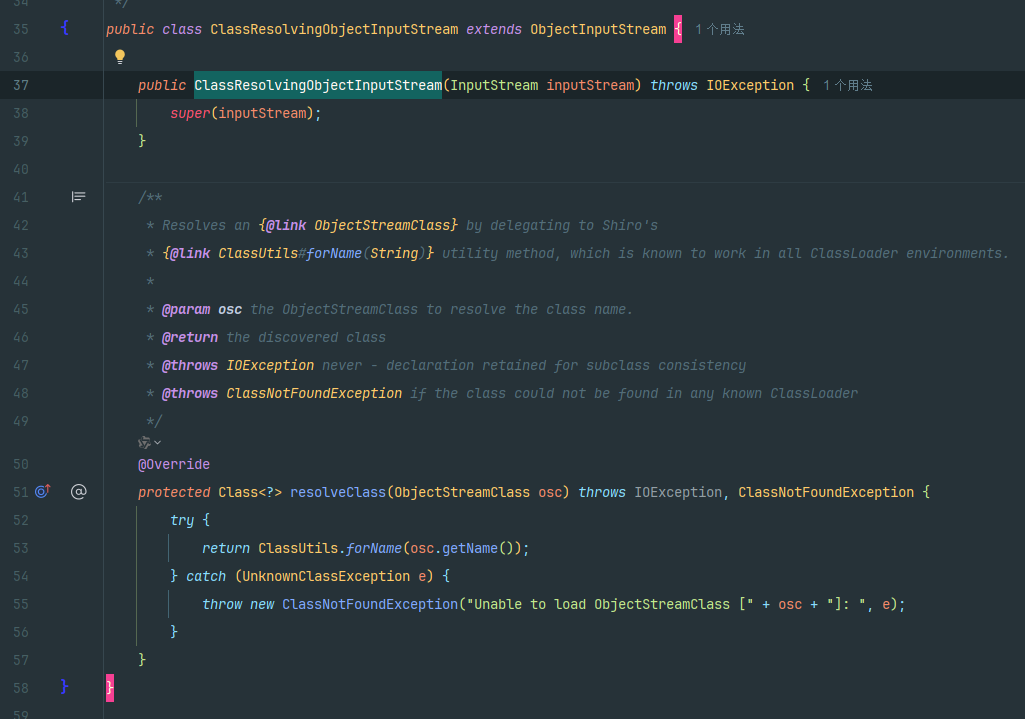 34 */
35 public class ClassResolvingObjectInputStream extends ObjectInputStream { 1 个用法
36
37 public ClassResolvingObjectInputStream(InputStream inputStream) throws IOException { 1 个用法
38 super(inputStream);
39 }
40
41 /**
42 * Resolves an {@link ObjectStreamClass} by delegating to Shiro's
43 * {@link ClassUtils#forName(String)} utility method, which is known to work in all ClassLoader environments.
44 *
45 * @param osc the ObjectStreamClass to resolve the class name.
46 * @return the discovered class
47 * @throws IOException never - declaration retained for subclass consistency
48 * @throws ClassNotFoundException if the class could not be found in any known ClassLoader
49 */
50 @Override
51 protected Class<?> resolveClass(ObjectStreamClass osc) throws IOException, ClassNotFoundException {
52 try {
53 return ClassUtils.forName(osc.getName());
54 } catch (UnknownClassException e) {
55 throw new ClassNotFoundException("Unable to load ObjectStreamClass [" + osc + "]: ", e);
56 }
57 }
58 }
59